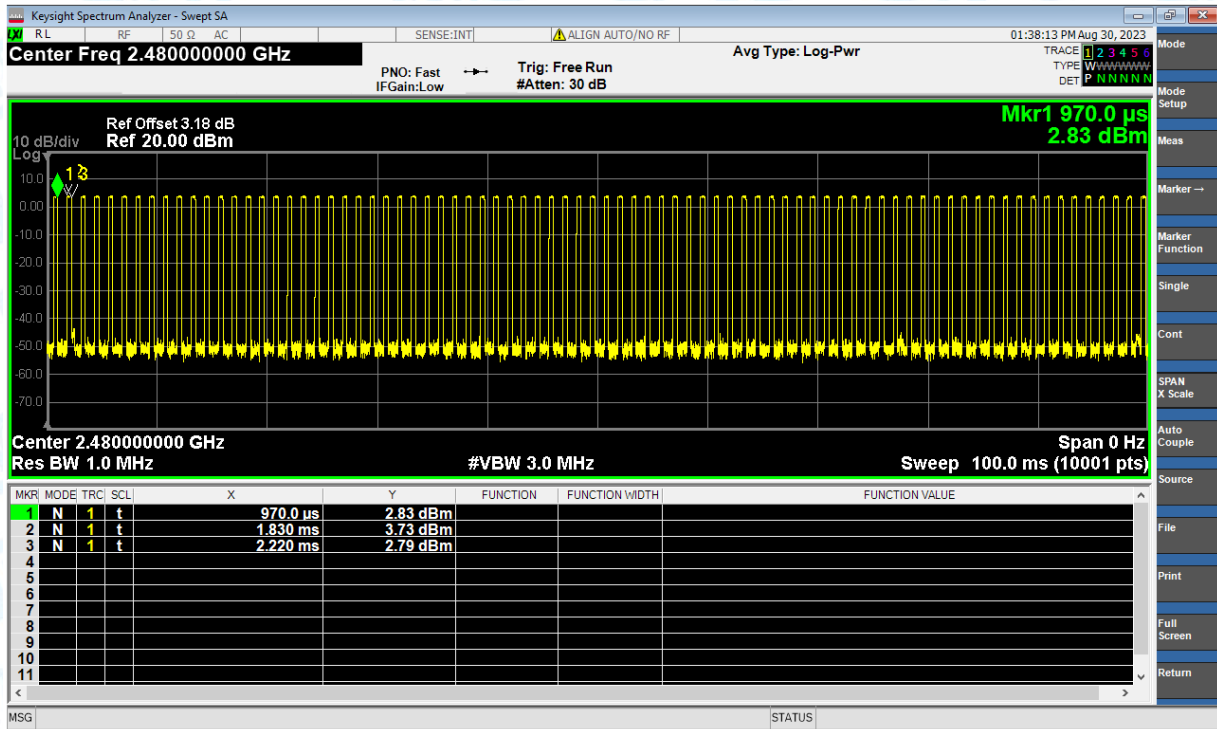 Keysight Spectrum Analyzer - Swept SA
LXI RL RF 50 Ω AC SENSE:INT ALIGN AUTO/NO RF 01:38:13 PM Aug 30, 2023
Center Freq 2.480000000 GHz
Avg Type: Log-Pwr
TRACE 1 2 3 4 5 6
PNO: Fast Trig: Free Run
TYPE WWWWWW
IFGain:Low #Atten: 30 dB
DET P N N N N N
Mkr1 970.0 µs
2.83 dBm
Ref Offset 3.18 dB
10 dB/div Ref 20.00 dBm
Log
1 2 3
10.0
0.00
-10.0
-20.0
-30.0
-40.0
-50.0
-60.0
-70.0
Center 2.480000000 GHz Span 0 Hz
Res BW 1.0 MHz #VBW 3.0 MHz Sweep 100.0 ms (10001 pts)
MKR MODE TRC SCL X Y FUNCTION FUNCTION WIDTH FUNCTION VALUE
1 N 1 t 970.0 µs 2.83 dBm
2 N 1 t 1.830 ms 3.73 dBm
3 N 1 t 2.220 ms 2.79 dBm
4
5
6
7
8
9
10
11
MSG STATUS
Mode
Mode
Setup
Meas
Marker→
Marker
Function
Single
Cont
SPAN
X Scale
Auto
Couple
Source
File
Print
Full
Screen
Return